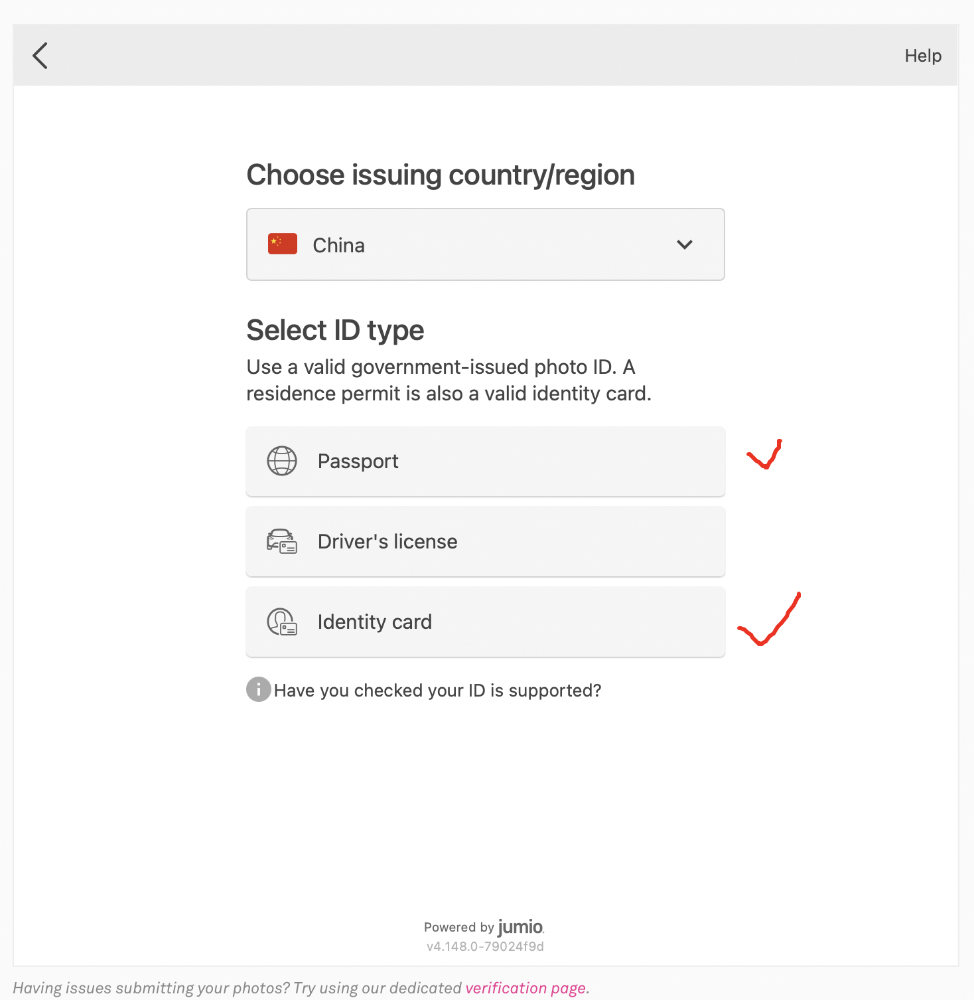 Help
Choose issuing country/region
China
Select ID type
Use a valid government-issued photo ID. A
residence permit is also a valid identity card.
Passport
Driver's license
Identity card
Have you checked your ID is supported?
Powered by jumio.
v4.148.0-79024f9d
Having issues submitting your photos? Try using our dedicated verification page.